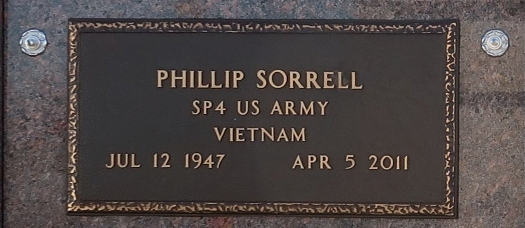 PHILLIP SORRELL
SP4 US ARMY
VIETNAM
JUL 12 1947 APR 5 2011